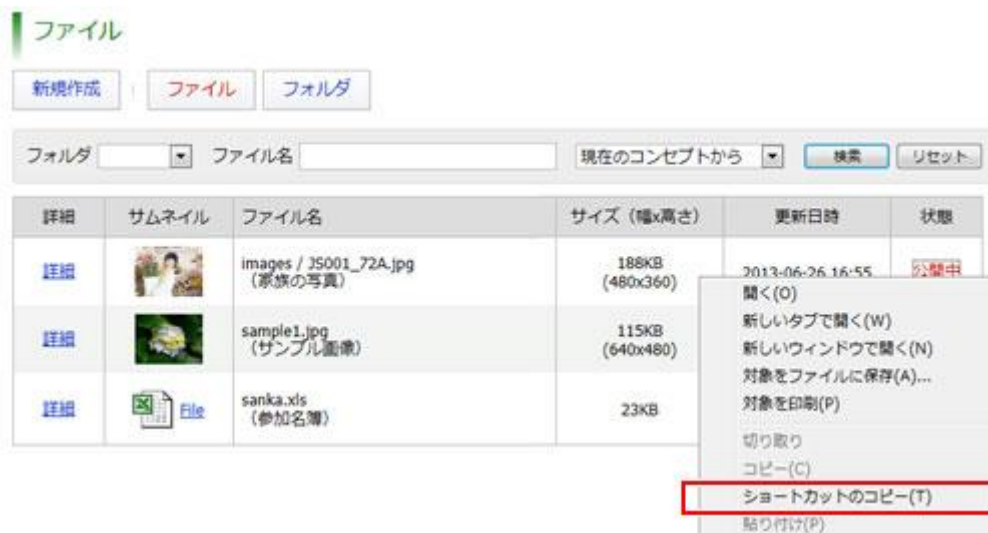 ファイル
新規作成 ファイル フォルダ
フォルダ ファイル名 現在のコンセプトから 検索 リセット
詳細 サムネイル ファイル名 サイズ（幅x高さ） 更新日時 状態
詳細 images / JS001_72A.jpg 188KB 2013-06-26 16:55 公開中
（家族の写真） (480x360)
詳細 sample1.jpg 115KB
（サンプル画像） (640x480)
詳細 File sanka.xls 23KB
（参加名簿）
開く(O)
新しいタブで開く(W)
新しいウィンドウで開く(N)
対象をファイルに保存(A)...
対象を印刷(P)
切り取り
コピー(C)
ショートカットのコピー(T)
貼り付け(P)